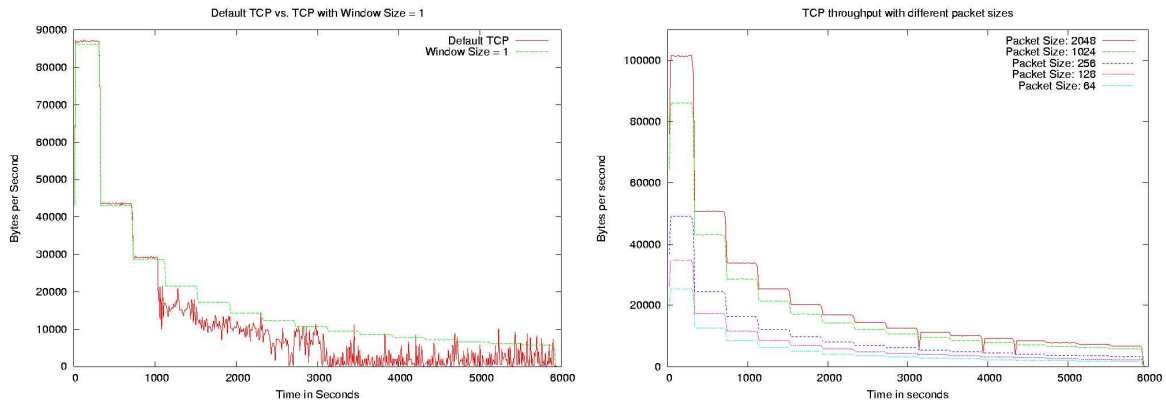 Default TCP vs. TCP with Window Size = 1
90000
80000
70000
60000
50000
40000
30000
20000
10000
0
Bytes per Second
Default TCP
Window Size = 1
0 1000 2000 3000 4000 5000 6000
Time in Seconds
TCP throughput with different packet sizes
100000
80000
60000
40000
20000
0
Bytes per second
Packet Size: 2048
Packet Size: 1024
Packet Size: 256
Packet Size: 128
Packet Size: 64
0 1000 2000 3000 4000 5000 6000
Time in seconds